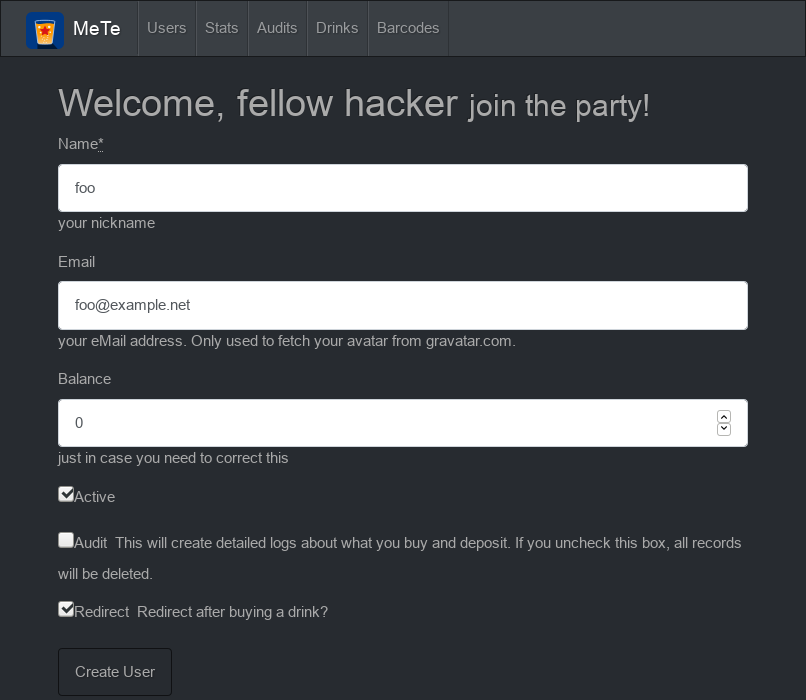 MeTe Users Stats Audits Drinks Barcodes
Welcome, fellow hacker join the party!
Name*
foo
your nickname
Email
foo@example.net
your eMail address. Only used to fetch your avatar from gravatar.com.
Balance
0
just in case you need to correct this
Active
Audit This will create detailed logs about what you buy and deposit. If you uncheck this box, all records
will be deleted.
Redirect Redirect after buying a drink?
Create User